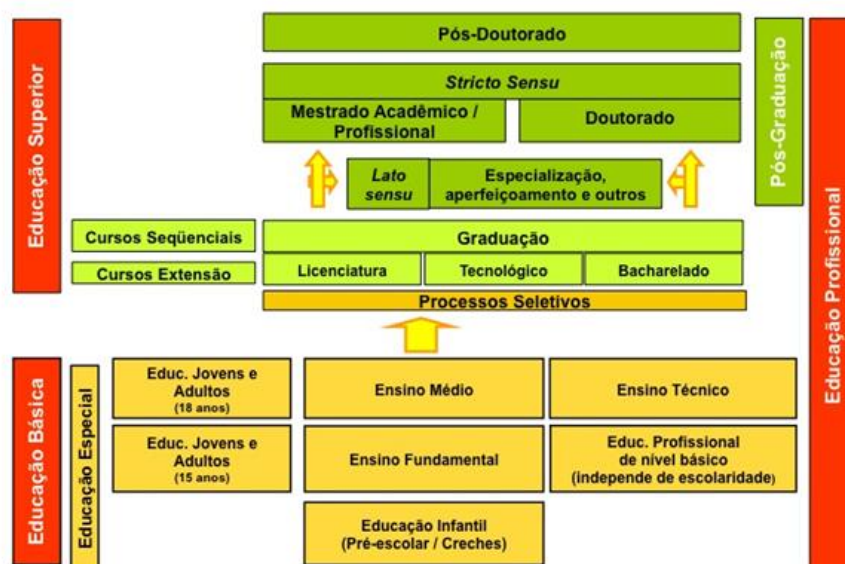 Educação Superior
Pós-Doutorado
Stricto Sensu
Mestrado Acadêmico /
Profissional
Doutorado
Lato
sensu
Especialização,
aperfeiçoamento e outros
Pós-Graduação
Educação Profissional
Cursos Seqüenciais
Graduação
Cursos Extensão
Licenciatura
Tecnológico
Bacharelado
Processos Seletivos
Educação Básica
Educação Especial
Educ. Jovens e
Adultos
(18 anos)
Ensino Médio
Ensino Técnico
Educ. Jovens e
Adultos
(15 anos)
Ensino Fundamental
Educ. Profissional
de nível básico
(independe de escolaridade)
Educação Infantil
(Pré-escolar / Creches)